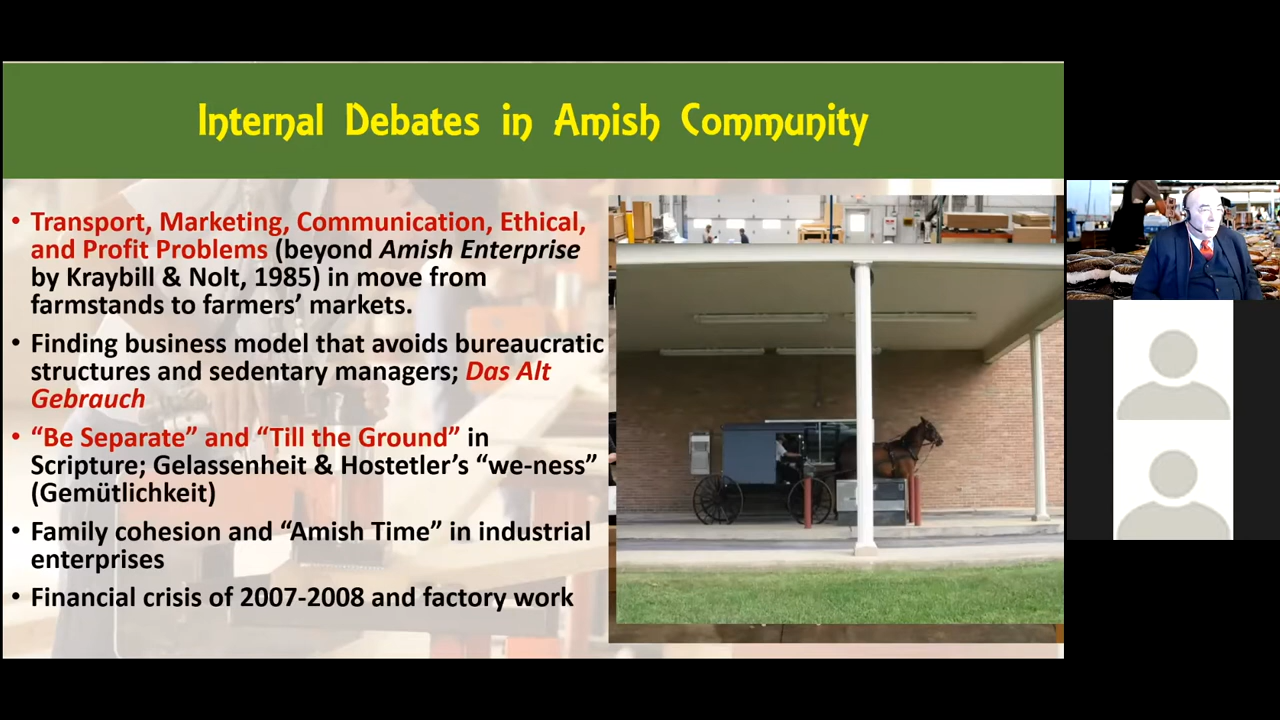 Internal Debates in Amish Community
• Transport, Marketing, Communication, Ethical,
and Profit Problems (beyond Amish Enterprise
by Kraybill & Nolt, 1985) in move from
farmstands to farmers’ markets.
• Finding business model that avoids bureaucratic
structures and sedentary managers; Das Alt
Gebrauch
• “Be Separate” and “Till the Ground” in
Scripture; Gelassenheit & Hostetler’s “we-ness”
(Gemütlichkeit)
• Family cohesion and “Amish Time” in industrial
enterprises
• Financial crisis of 2007-2008 and factory work